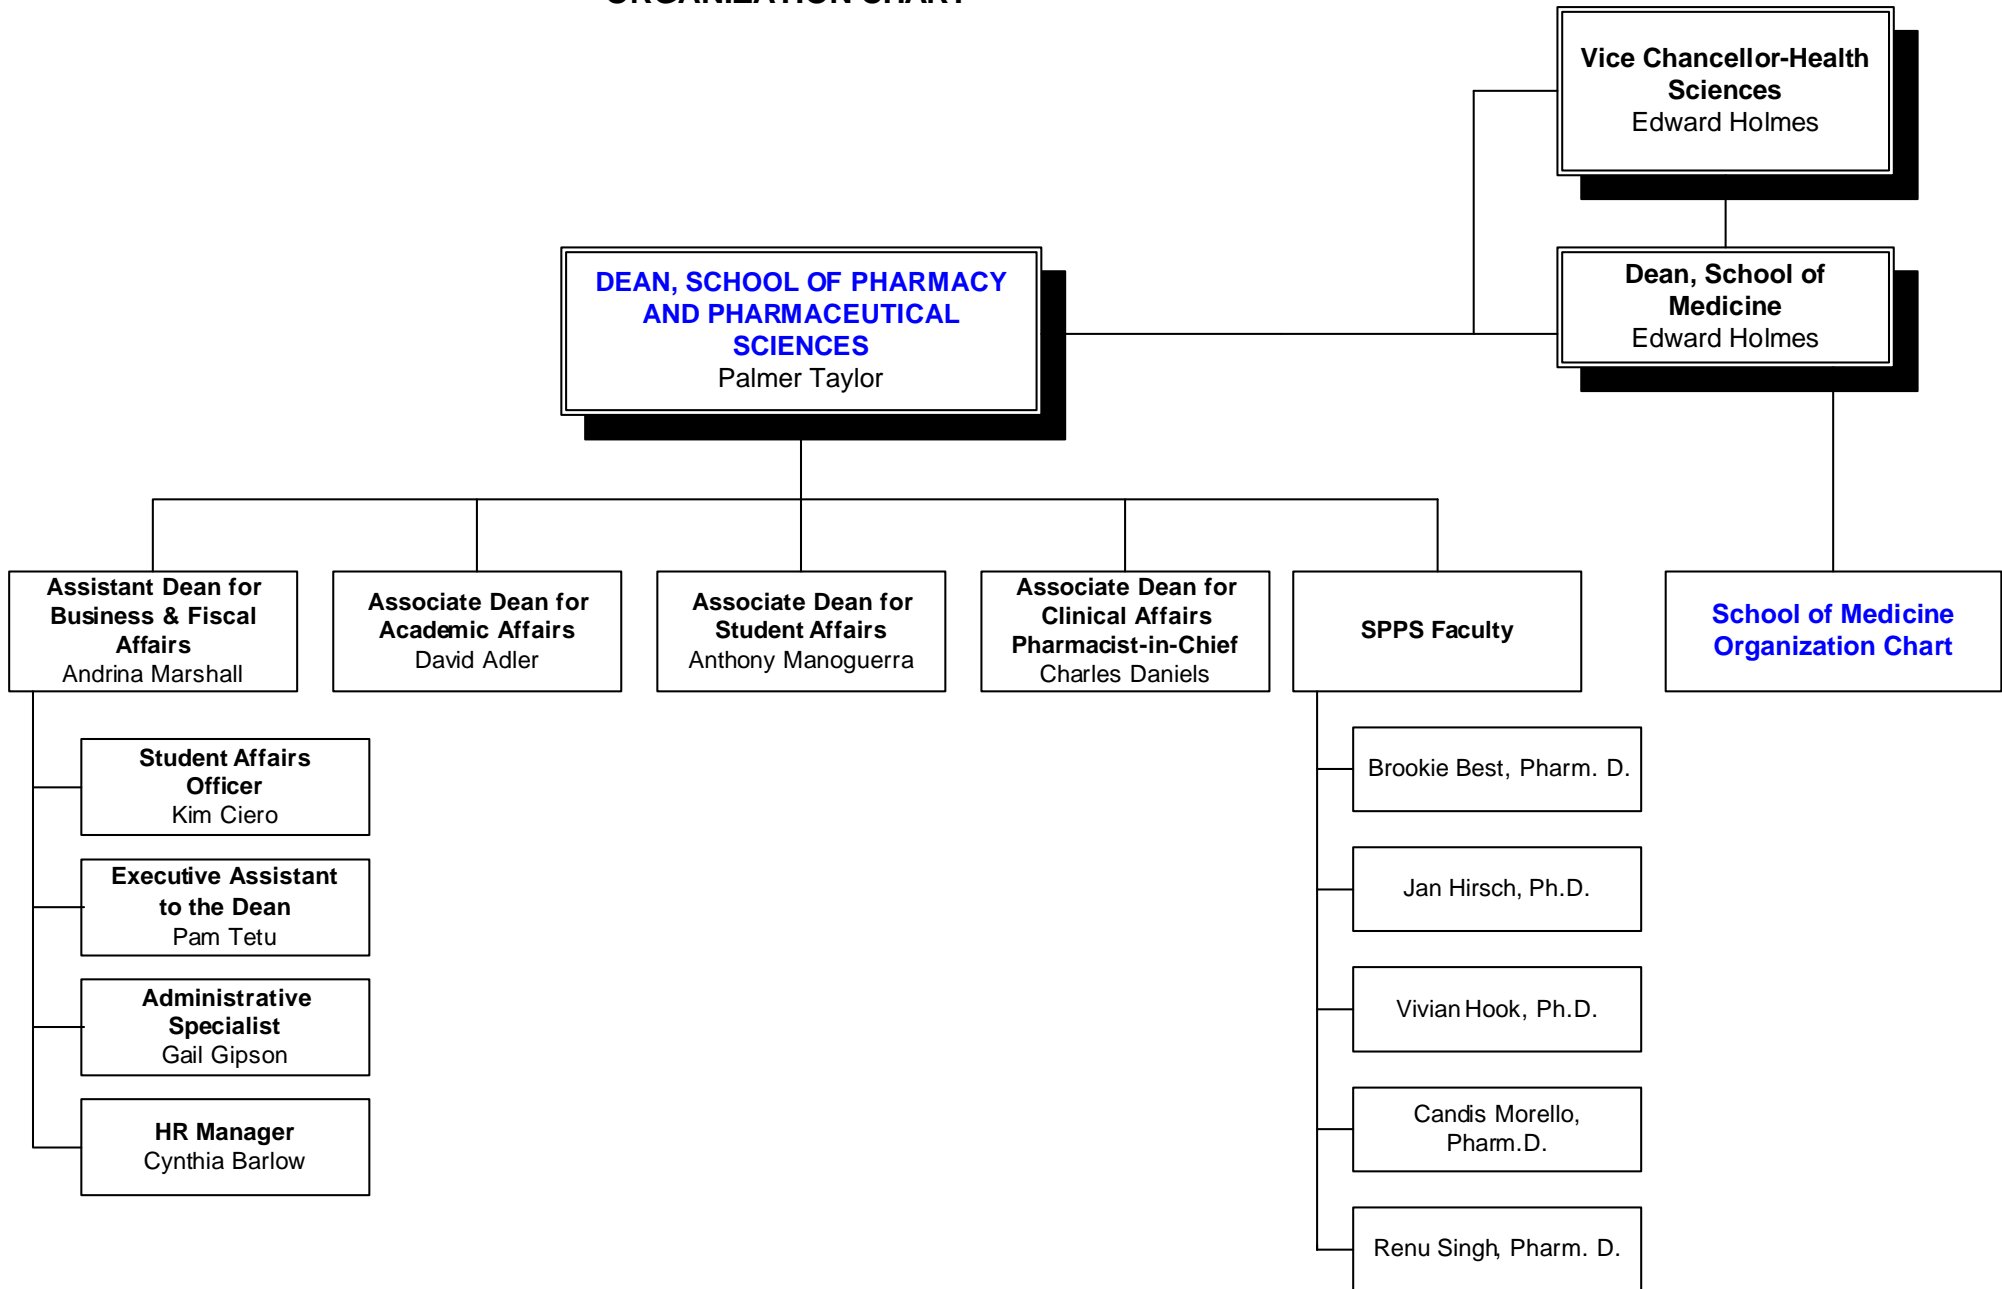 ORGANIZATION CHART
Vice Chancellor-Health
Sciences
Edward Holmes
DEAN, SCHOOL OF PHARMACY
AND PHARMACEUTICAL
SCIENCES
Palmer Taylor
Dean, School of
Medicine
Edward Holmes
Assistant Dean for
Business & Fiscal
Affairs
Andrina Marshall
Associate Dean for
Academic Affairs
David Adler
Associate Dean for
Student Affairs
Anthony Manoguerra
Associate Dean for
Clinical Affairs
Pharmacist-in-Chief
Charles Daniels
SPPS Faculty
School of Medicine
Organization Chart
Student Affairs
Officer
Kim Ciero
Executive Assistant
to the Dean
Pam Tetu
Administrative
Specialist
Gail Gipson
HR Manager
Cynthia Barlow
Brookie Best, Pharm. D.
Jan Hirsch, Ph.D.
Vivian Hook, Ph.D.
Candis Morello,
Pharm.D.
Renu Singh, Pharm. D.